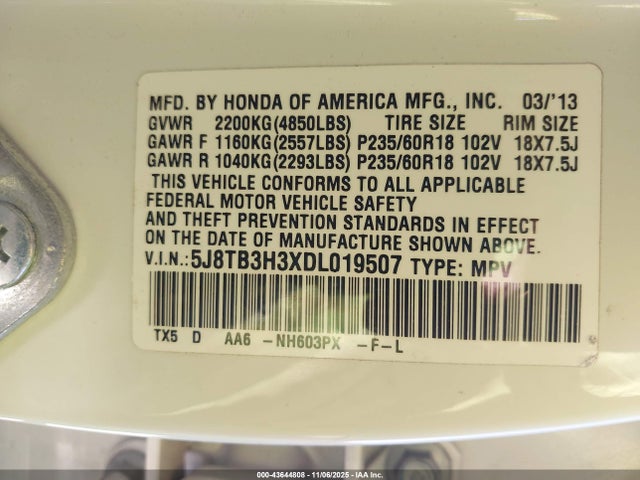 MFD. BY HONDA OF AMERICA MFG., INC. 03/'13
GVWR 2200KG(4850LBS) TIRE SIZE RIM SIZE
GAWR F 1160KG(2557LBS) P235/60R18 102V 18X7.5J
GAWR R 1040KG(2293LBS) P235/60R18 102V 18X7.5J
THIS VEHICLE CONFORMS TO ALL APPLICABLE
FEDERAL MOTOR VEHICLE SAFETY
AND THEFT PREVENTION STANDARDS IN EFFECT
ON THE DATE OF MANUFACTURE SHOWN ABOVE.
V.I.N.:5J8TB3H3XDL019507 TYPE: MPV
TX5 D AA6 -NH603PX -F-L
000-43644808 - 11/06/2025 - IAA Inc.